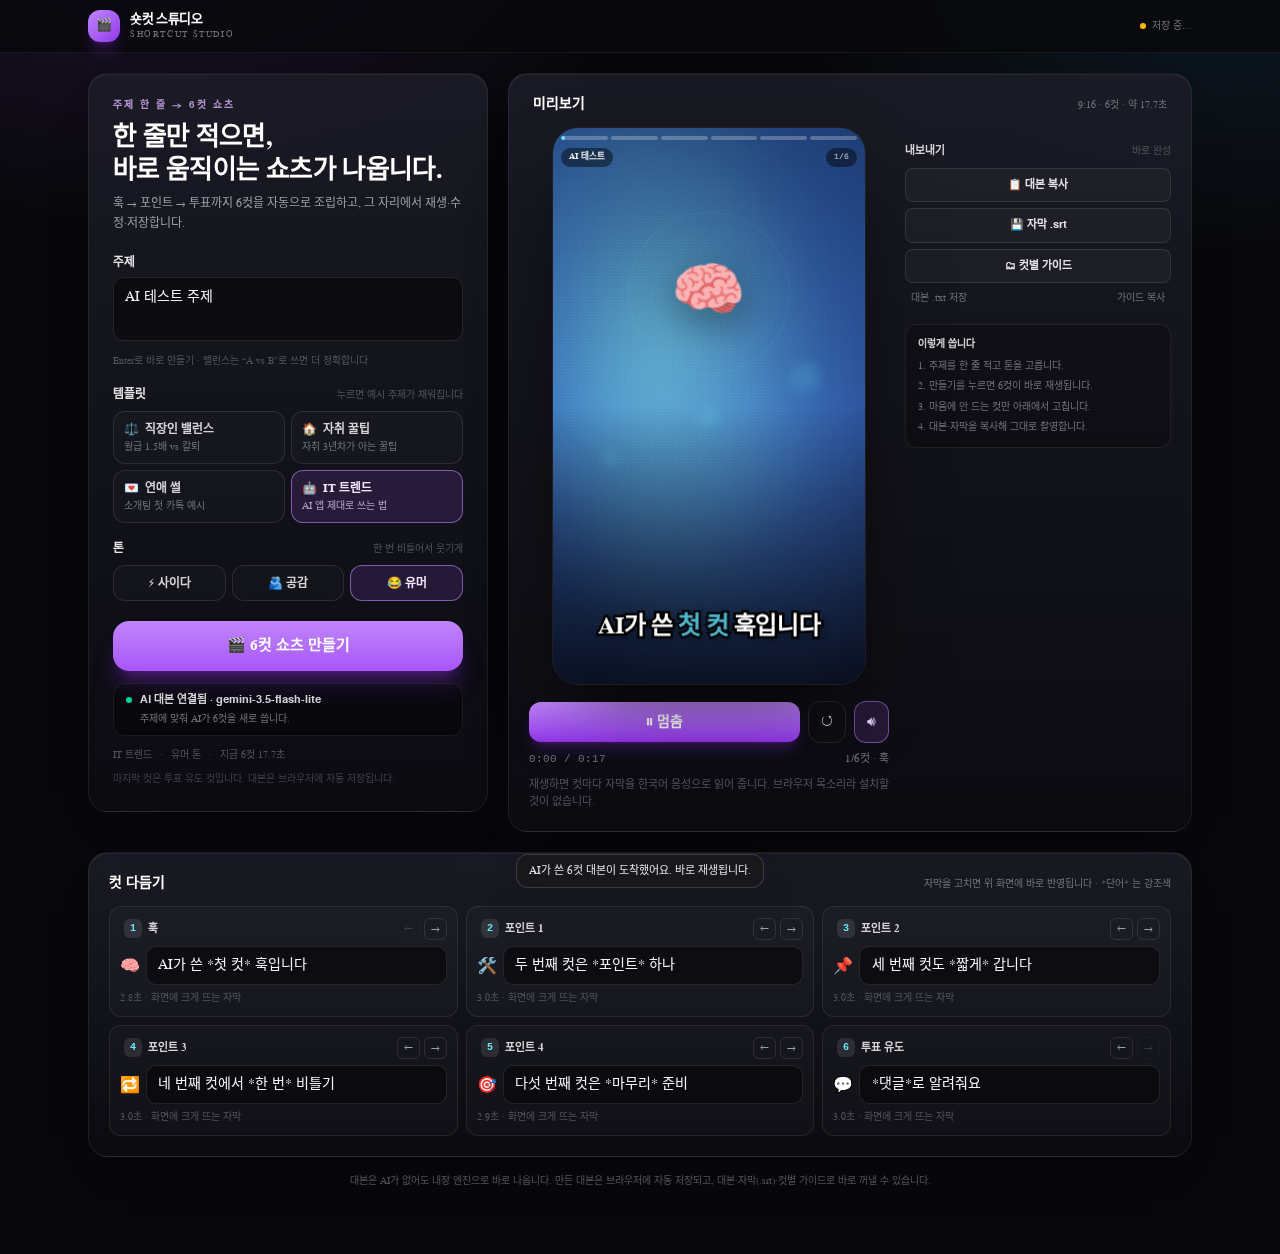 숏컷 스튜디오
SHORTCUT STUDIO
저장 중…
주제 한 줄 → 6컷 쇼츠
한 줄만 적으면,
바로 움직이는 쇼츠가 나옵니다.
훅 → 포인트 → 투표까지 6컷을 자동으로 조립하고, 그 자리에서 재생·수
정·저장합니다.
주제
AI 테스트 주제
Enter로 바로 만들기 · 밸런스는 “A vs B”로 쓰면 더 정확합니다
템플릿
누르면 예시 주제가 채워집니다
직장인 밸런스
월급 1.5배 vs 칼퇴
자취 꿀팁
자취 3년차가 아는 꿀팁
연애 썰
소개팅 첫 카톡 예시
IT 트렌드
AI 앱 제대로 쓰는 법
톤
한 번 비틀어서 웃기게
⚡ 사이다
🫂 공감
😂 유머
🎬 6컷 쇼츠 만들기
AI 대본 연결됨 · gemini-3.5-flash-lite
주제에 맞춰 AI가 6컷을 새로 씁니다.
IT 트렌드 · 유머 톤 · 지금 6컷 17.7초
마지막 컷은 투표 유도 컷입니다. 대본은 브라우저에 자동 저장됩니다.
미리보기
9:16 · 6컷 · 약 17.7초
AI 테스트
1/6
AI가 쓴 첫 컷 훅입니다
⏸ 멈춤
0:00 / 0:17
1/6컷 · 훅
재생하면 컷마다 자막을 한국어 음성으로 읽어 줍니다. 브라우저 목소리라 설치할
것이 없습니다.
내보내기
바로 완성
📋 대본 복사
💾 자막 .srt
🗂 컷별 가이드
대본 .txt 저장
가이드 복사
이렇게 씁니다
1. 주제를 한 줄 적고 톤을 고릅니다.
2. 만들기를 누르면 6컷이 바로 재생됩니다.
3. 마음에 안 드는 컷만 아래에서 고칩니다.
4. 대본·자막을 복사해 그대로 촬영합니다.
컷 다듬기
AI가 쓴 6컷 대본이 도착했어요. 바로 재생됩니다.
자막을 고치면 위 화면에 바로 반영됩니다 · *단어* 는 강조색
1 훅
← →
AI가 쓴 *첫 컷* 훅입니다
2.8초 · 화면에 크게 뜨는 자막
2 포인트 1
← →
두 번째 컷은 *포인트* 하나
3.0초 · 화면에 크게 뜨는 자막
3 포인트 2
← →
세 번째 컷도 *짧게* 갑니다
3.0초 · 화면에 크게 뜨는 자막
4 포인트 3
← →
네 번째 컷에서 *한 번* 비틀기
3.0초 · 화면에 크게 뜨는 자막
5 포인트 4
← →
다섯 번째 컷은 *마무리* 준비
2.9초 · 화면에 크게 뜨는 자막
6 투표 유도
← →
*댓글*로 알려줘요
3.0초 · 화면에 크게 뜨는 자막
대본은 AI가 없어도 내장 엔진으로 바로 나옵니다. 만든 대본은 브라우저에 자동 저장되고, 대본·자막(.srt)·컷별 가이드로 바로 꺼낼 수 있습니다.